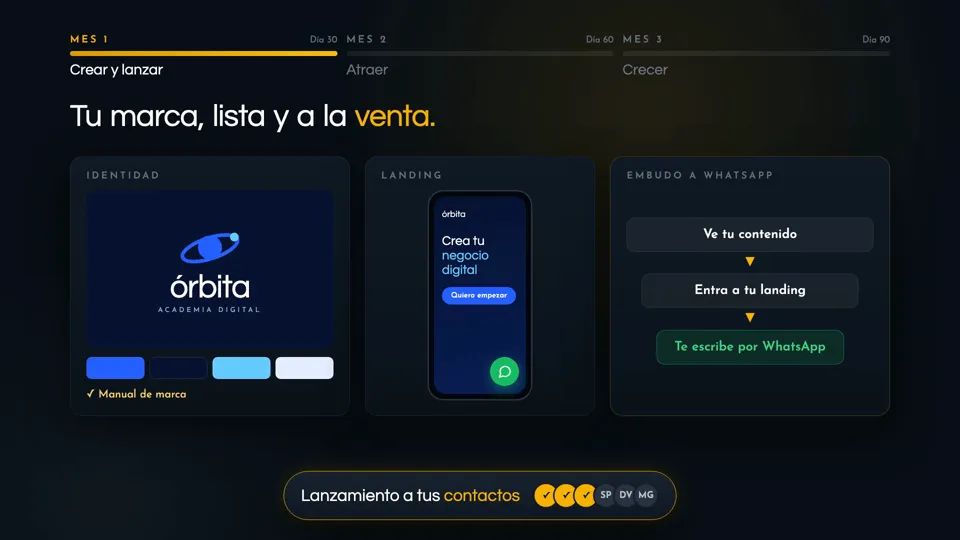 MES 1
Día 30
Crear y lanzar
MES 2
Día 60
Atraer
MES 3
Día 90
Crecer
Tu marca, lista y a la venta.
IDENTIDAD
órbita
ACADEMIA DIGITAL
✓ Manual de marca
LANDING
órbita
Crea tu
negocio
digital
Quiero empezar
EMBUDO A WHATSAPP
Ve tu contenido
Entra a tu landing
Te escribe por WhatsApp
Lanzamiento a tus contactos
SP DV MG